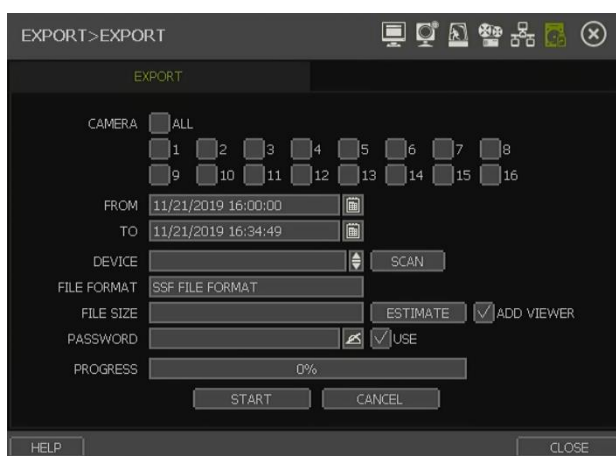 EXPORT>EXPORT
EXPORT
CAMERA ALL
1 2 3 4 5 6 7 8
9 10 11 12 13 14 15 16
FROM 11/21/2019 16:00:00
TO 11/21/2019 16:34:49
DEVICE SCAN
FILE FORMAT SSF FILE FORMAT
FILE SIZE ESTIMATE ADD VIEWER
PASSWORD USE
PROGRESS 0%
START CANCEL
HELP CLOSE